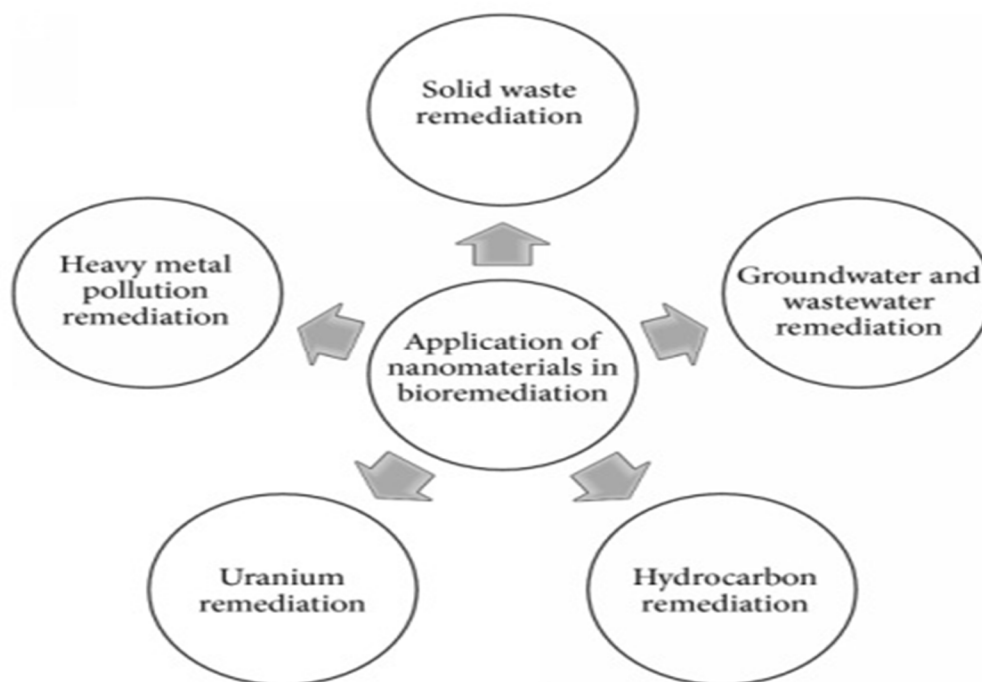 Solid waste
remediation
Heavy metal
pollution
remediation
Groundwater and
wastewater
remediation
Application of
nanomaterials in
bioremediation
Uranium
remediation
Hydrocarbon
remediation